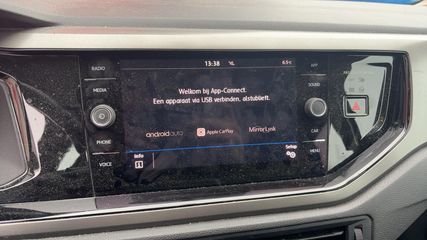 RADIO
MEDIA
PHONE
VOICE
13:38
6.5°C
Welkom bij App-Connect.
Een apparaat via USB verbinden, alstublieft.
androidauto
Apple CarPlay
MirrorLink
Info
Setup
APP
SOUND
CAR
MENU